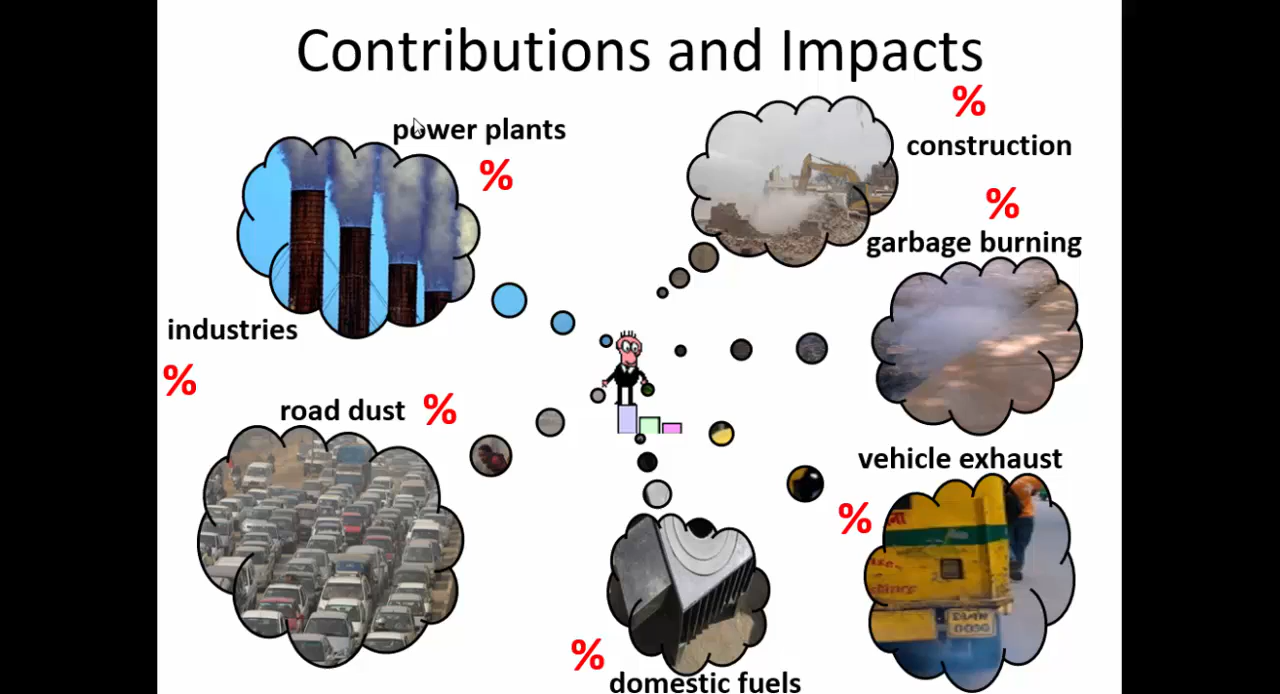 Contributions and Impacts
power plants
%
%
construction
%
garbage burning
industries
%
road dust %
vehicle exhaust
%
%
domestic fuels